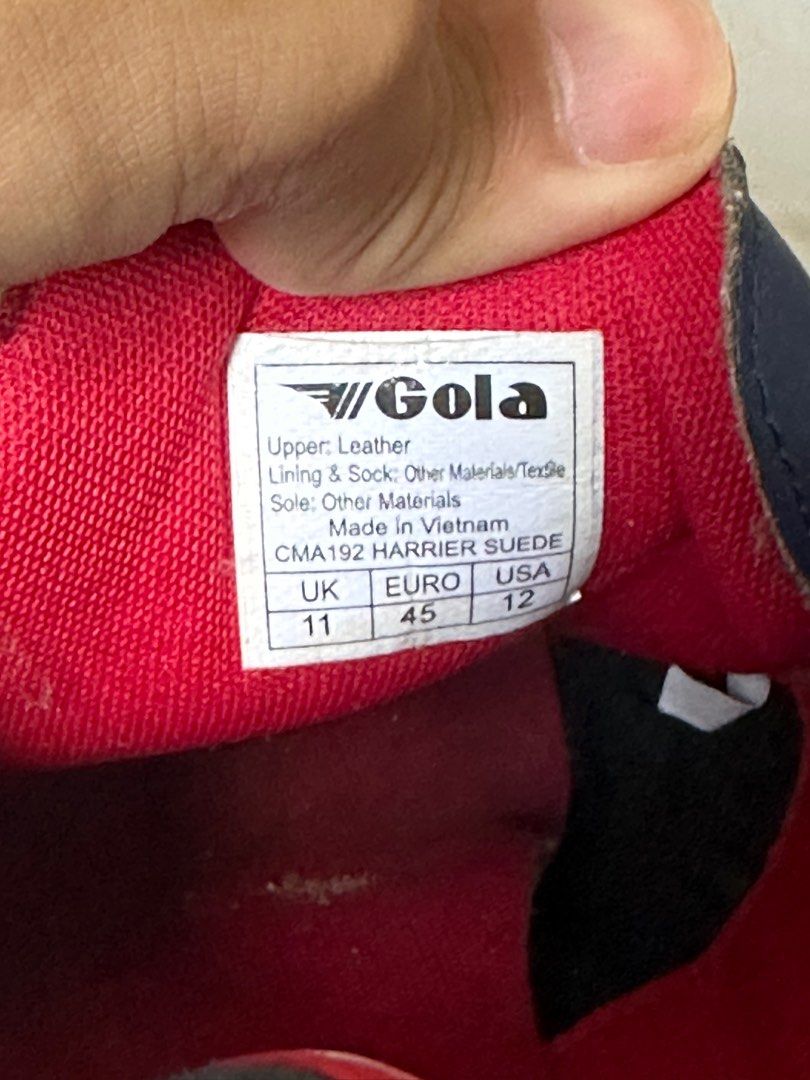 Gola
Upper: Leather
Lining & Sock: Other Materials/Textile
Sole: Other Materials
Made in Vietnam
CMA192 HARRIER SUEDE
UK EURO USA
11 45 12